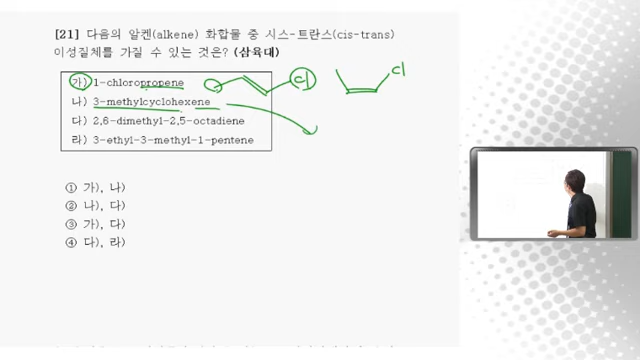 [21] 다음의 알켄(alkene) 화합물 중 시스-트란스(cis-trans)
이성질체를 가질 수 있는 것은? (삼육대)
가) 1-chloropropene
Cl
Cl
나) 3-methylcyclohexene
다) 2,6-dimethyl-2,5-octadiene
라) 3-ethyl-3-methyl-1-pentene
① 가), 나)
② 나), 다)
③ 가), 다)
④ 다), 라)